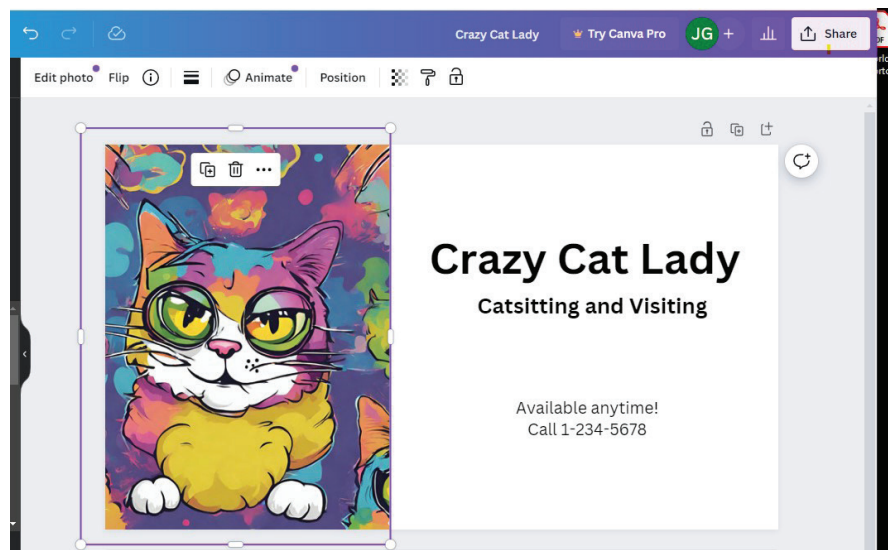 Crazy Cat Lady Try Canva Pro JG + Share
Edit photo Flip Animate Position
Crazy Cat Lady
Catsitting and Visiting
Available anytime!
Call 1-234-5678